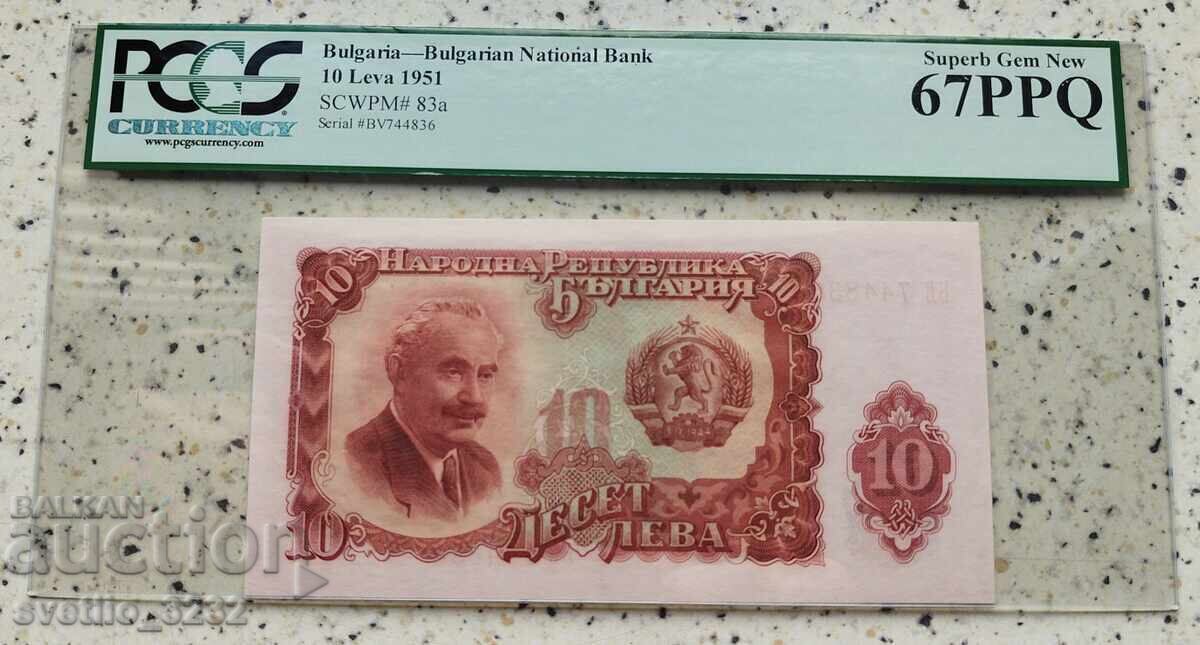 PCGS
CURRENCY
www.pcgscurrency.com
Bulgaria—Bulgarian National Bank
10 Leva 1951
SCWPM# 83a
Serial #BV744836
Superb Gem New
67PPQ
10
НАРОДНА РЕПУБЛИКА
БЪЛГАРИЯ
10
10
10
10
ДЕСЕТ
ЛЕВА
BALKAN
auction
svetlio_3232